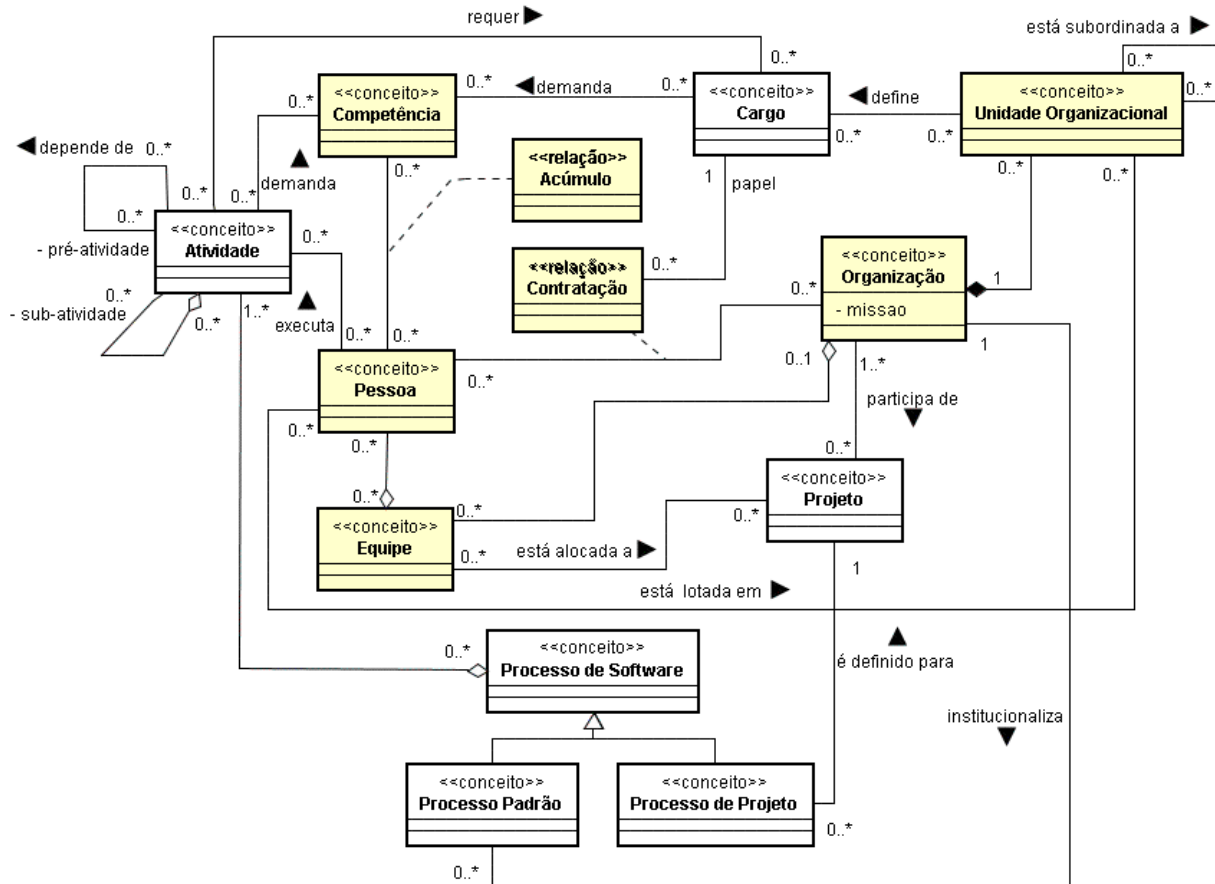 requer ►
está subordinada a ►
0..*
0..*
0..*
0..*
<<conceito>>
Competência
0..*
0..*
◄demanda
0..*
<<conceito>>
Cargo
◄ define
0..*
0..*
<<conceito>>
Unidade Organizacional
◄ depende de
0..*
0..*
0..*
▲
demanda
0..*
<<relação>>
Acúmulo
1
papel
0..*
0..*
0..*
- pré-atividade
<<conceito>>
Atividade
0..*
<<relação>>
Contratação
0..*
<<conceito>>
Organização
- missao
0..*
1
0..*
- sub-atividade
0..*
1..*
▲
executa
0..*
0..*
0..*
0..1
1..*
1
<<conceito>>
Pessoa
participa de
▼
0..*
0..*
0..*
<<conceito>>
Projeto
0..*
0..*
0..*
<<conceito>>
Equipe
0..*
está alocada a ►
1
está lotada em ►
0..*
<<conceito>>
Processo de Software
▲
é definido para
institucionaliza
▼
<<conceito>>
Processo Padrão
<<conceito>>
Processo de Projeto
0..*
0..*